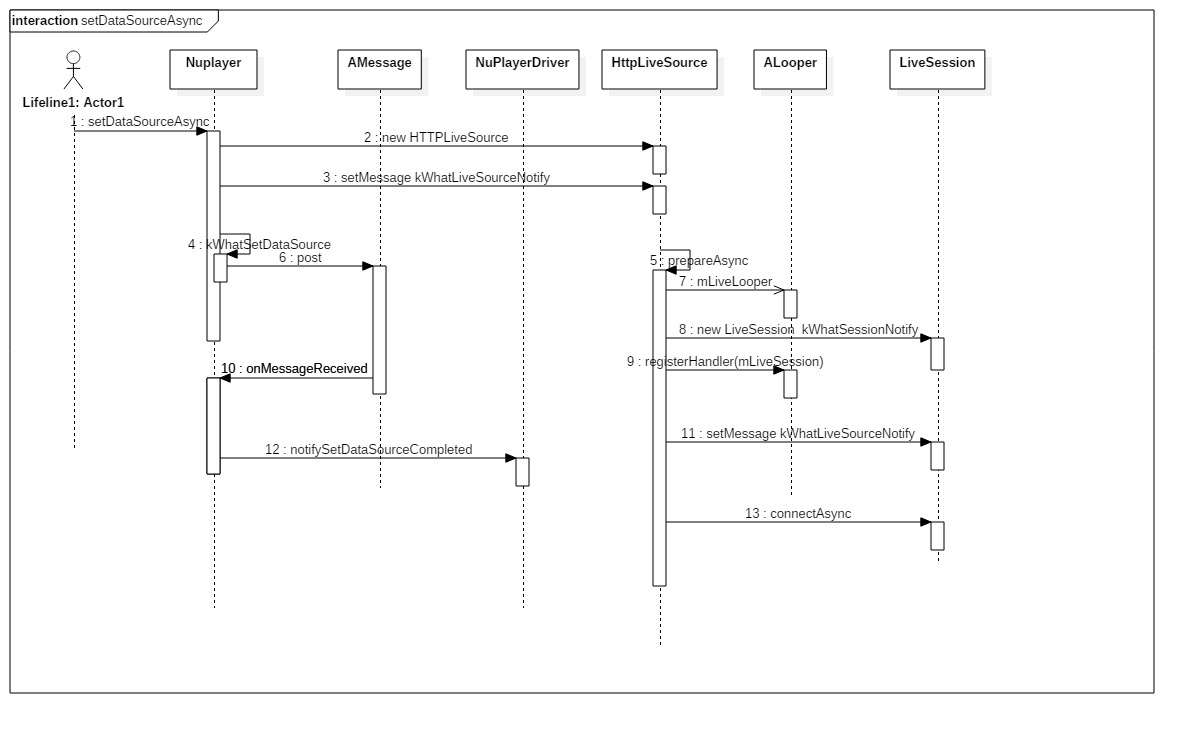 interaction setDataSourceAsync
Nuplayer
AMessage
NuPlayerDriver
HttpLiveSource
ALooper
LiveSession
Lifeline1: Actor1
1 : setDataSourceAsync
2 : new HTTPLiveSource
3 : setMessage kWhatLiveSourceNotify
4 : kWhatSetDataSource
6 : post
5 : prepareAsync
7 : mLiveLooper
8 : new LiveSession  kWhatSessionNotify
9 : registerHandler(mLiveSession)
10 : onMessageReceived
11 : setMessage kWhatLiveSourceNotify
12 : notifySetDataSourceCompleted
13 : connectAsync